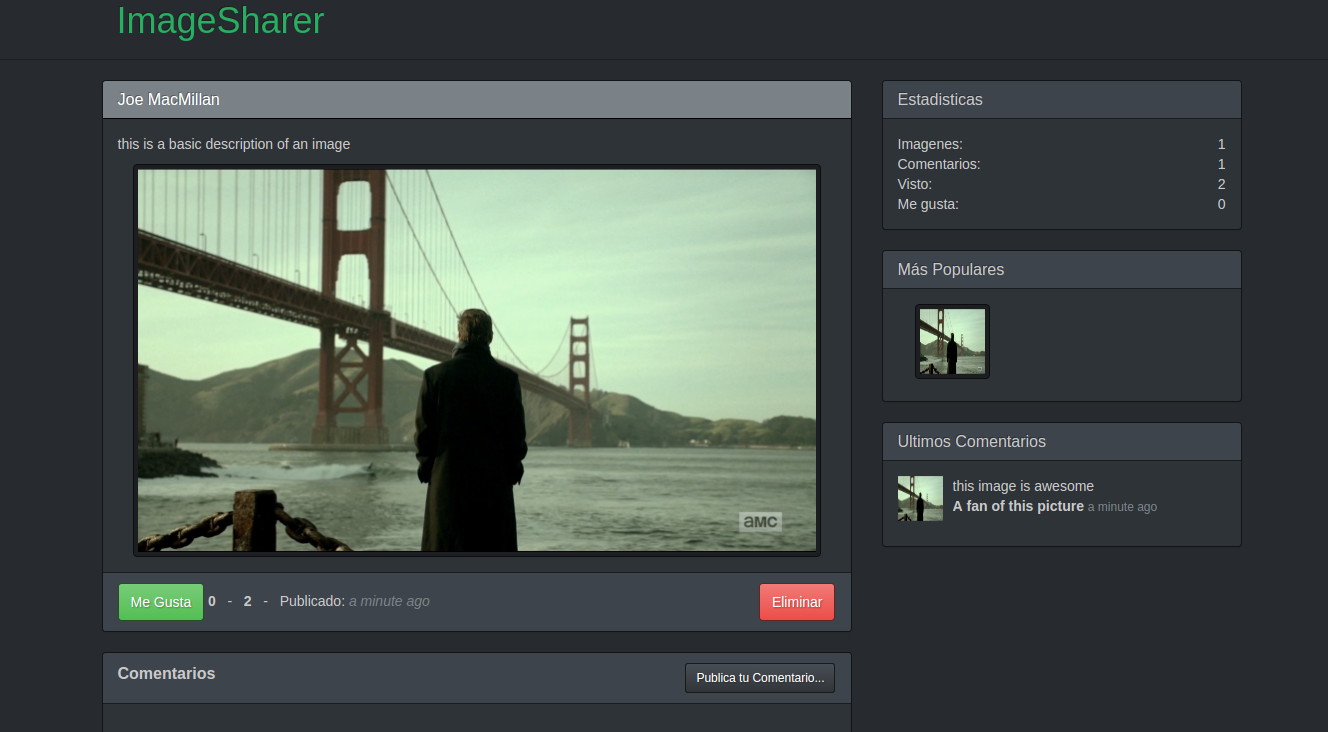 ImageSharer
Joe MacMillan
this is a basic description of an image
amc
Me Gusta 0 - 2 - Publicado: a minute ago
Eliminar
Comentarios
Publica tu Comentario...
Estadisticas
Imagenes: 1
Comentarios: 1
Visto: 2
Me gusta: 0
Más Populares
Ultimos Comentarios
this image is awesome
A fan of this picture a minute ago